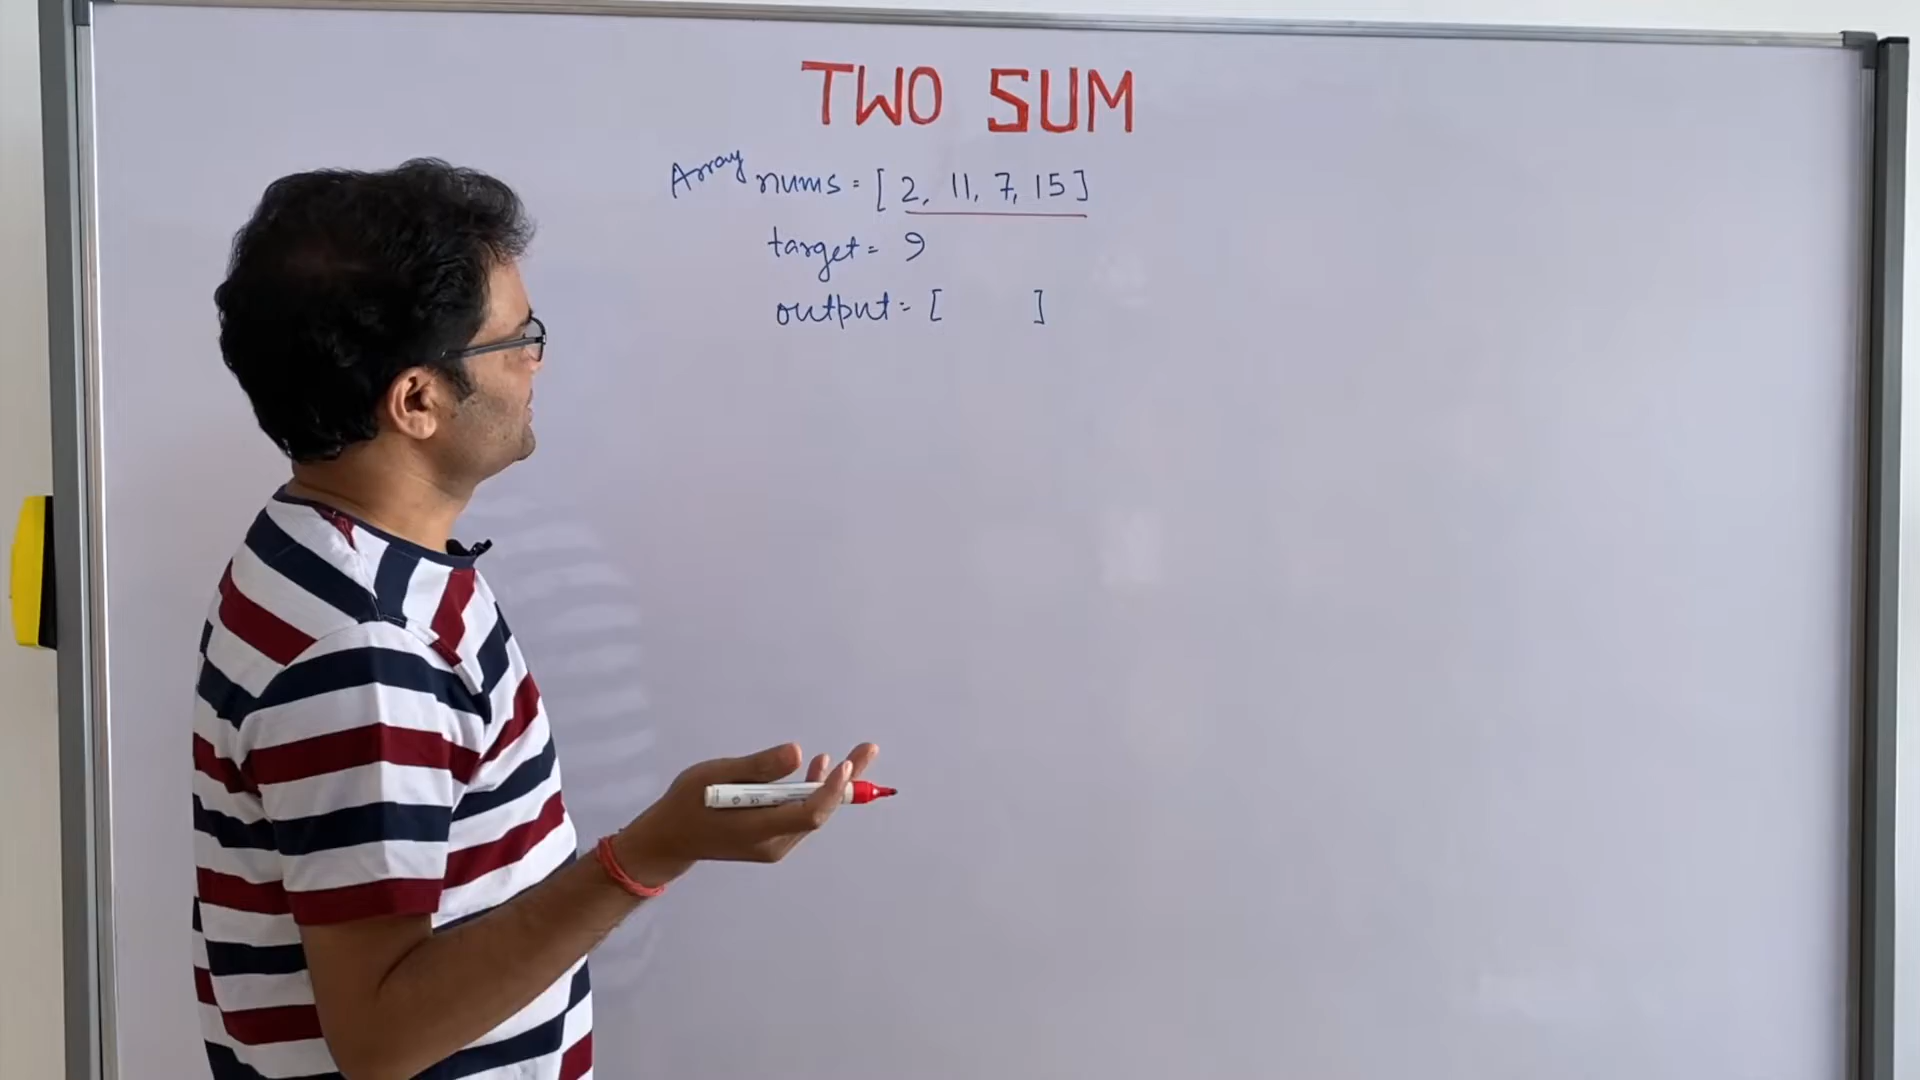 TWO SUM
Array nums = [ 2, 11, 7, 15 ]
target = 9
output = [ ]